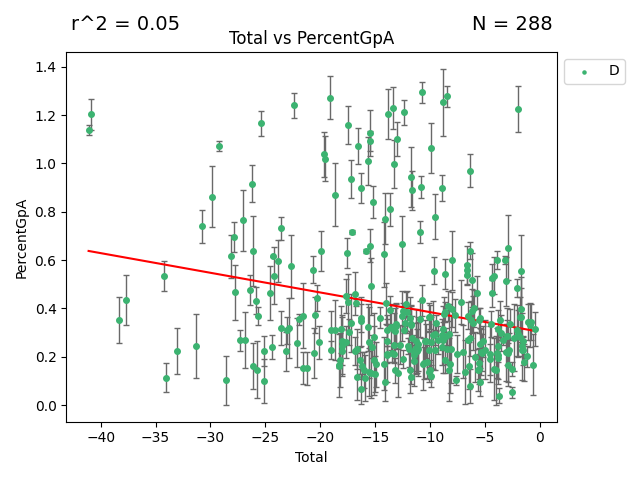 r^2 = 0.05
N = 288
Total vs PercentGpA
D
PercentGpA
1.4
1.2
1.0
0.8
0.6
0.4
0.2
0.0
−40 −35 −30 −25 −20 −15 −10 −5 0
Total